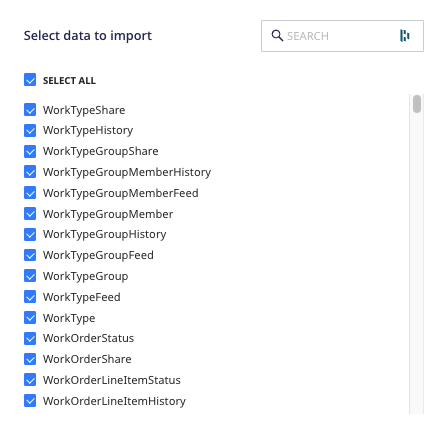 Select data to import
SEARCH
SELECT ALL
WorkTypeShare
WorkTypeHistory
WorkTypeGroupShare
WorkTypeGroupMemberHistory
WorkTypeGroupMemberFeed
WorkTypeGroupMember
WorkTypeGroupHistory
WorkTypeGroupFeed
WorkTypeGroup
WorkTypeFeed
WorkType
WorkOrderStatus
WorkOrderShare
WorkOrderLineItemStatus
WorkOrderLineItemHistory